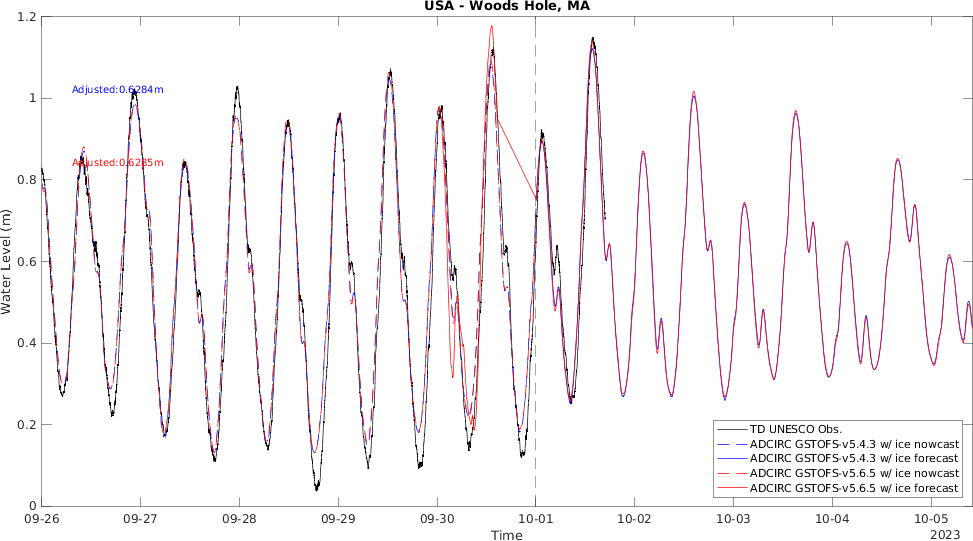 USA - Woods Hole, MA
1.2
1
0.8
0.6
0.4
0.2
0
Water Level (m)
Adjusted:0.6284m
Adjusted:0.6285m
TD UNESCO Obs.
ADCIRC GSTOFS-v5.4.3 w/ ice nowcast
ADCIRC GSTOFS-v5.4.3 w/ ice forecast
ADCIRC GSTOFS-v5.6.5 w/ ice nowcast
ADCIRC GSTOFS-v5.6.5 w/ ice forecast
09-26 09-27 09-28 09-29 09-30 10-01 10-02 10-03 10-04 10-05
Time
2023